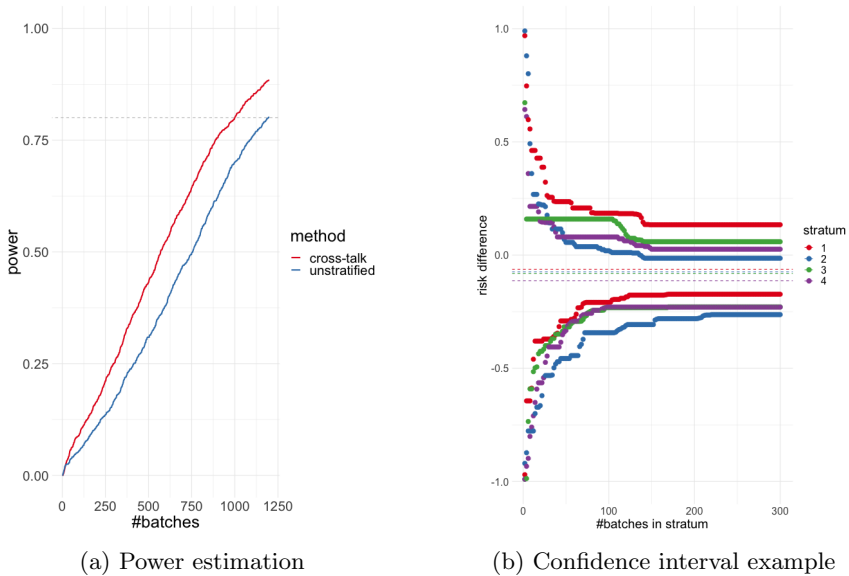 1.00
0.75
0.50
0.25
0.00
power
0 250 500 750 1000 1250
#batches
method
cross-talk
unstratified
(a) Power estimation
1.0
0.5
0.0
-0.5
-1.0
risk difference
0 100 200 300
#batches in stratum
stratum
1
2
3
4
(b) Confidence interval example